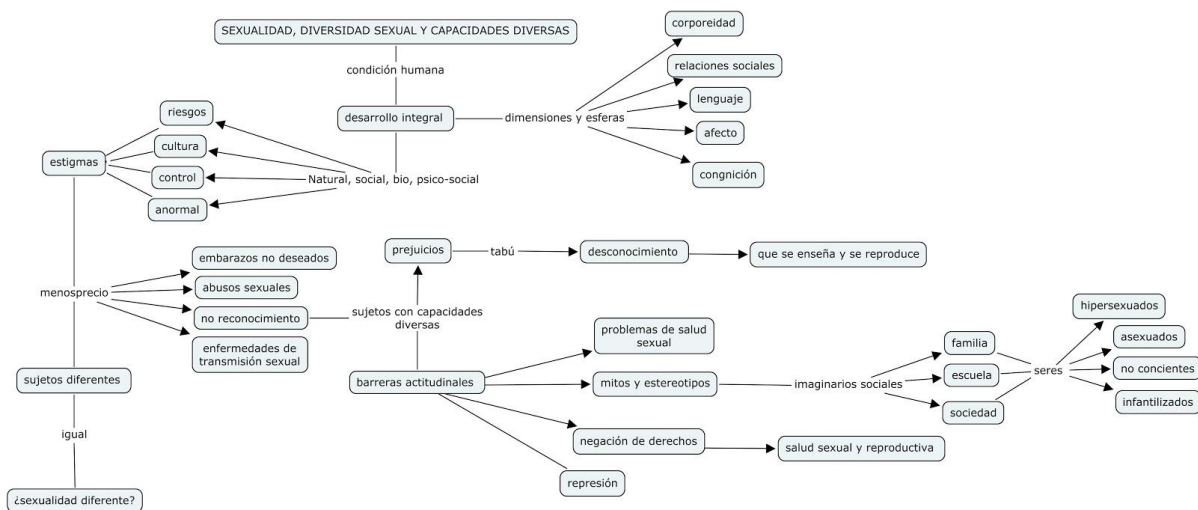 SEXUALIDAD, DIVERSIDAD SEXUAL Y CAPACIDADES DIVERSAS
condición humana
desarrollo integral
dimensiones y esferas
corporeidad
relaciones sociales
lenguaje
afecto
congnición
Natural, social, bio, psico-social
riesgos
cultura
control
anormal
estigmas
menosprecio
embarazos no deseados
abusos sexuales
no reconocimiento
enfermedades de
transmisión sexual
sujetos diferentes
igual
¿sexualidad diferente?
sujetos con capacidades
diversas
prejuicios
tabú
desconocimiento
que se enseña y se reproduce
barreras actitudinales
problemas de salud
sexual
mitos y estereotipos
negación de derechos
represión
salud sexual y reproductiva
imaginarios sociales
familia
escuela
sociedad
seres
hipersexuados
asexuados
no concientes
infantilizados